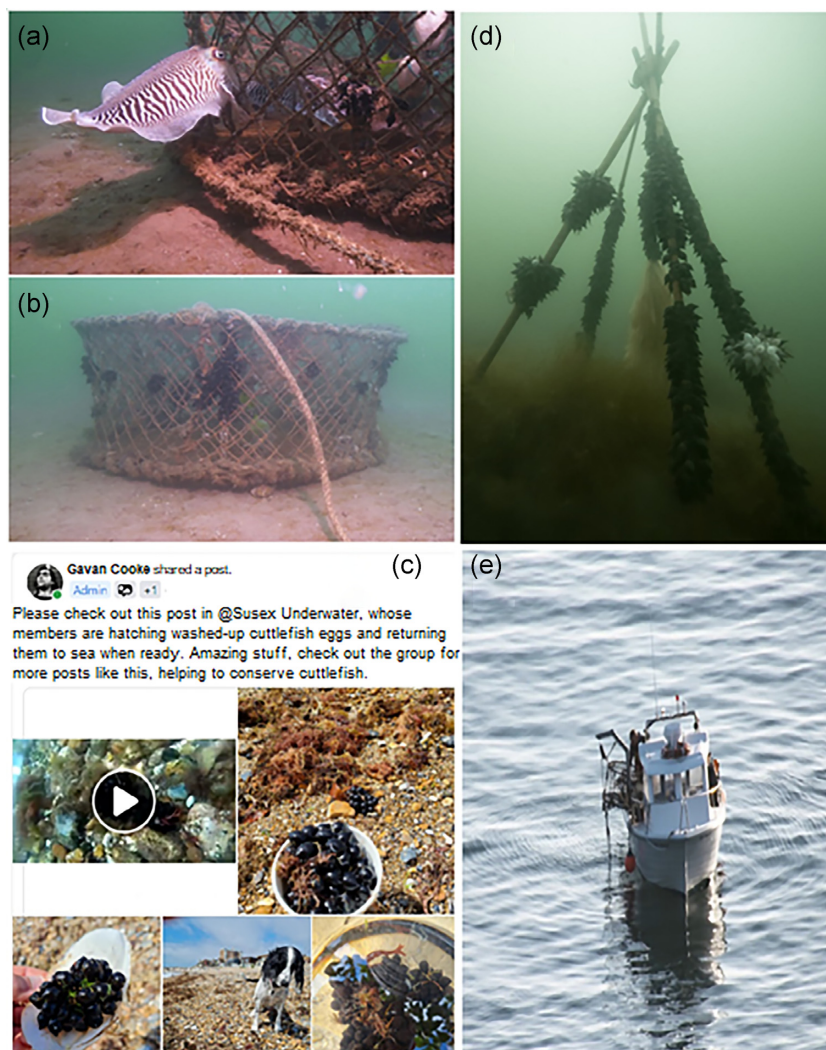 (a)
(d)
(b)
(c)
Gavan Cooke shared a post.
Admin +1
Please check out this post in @Susex Underwater, whose
members are hatching washed-up cuttlefish eggs and returning
them to sea when ready. Amazing stuff, check out the group for
more posts like this, helping to conserve cuttlefish.
(e)